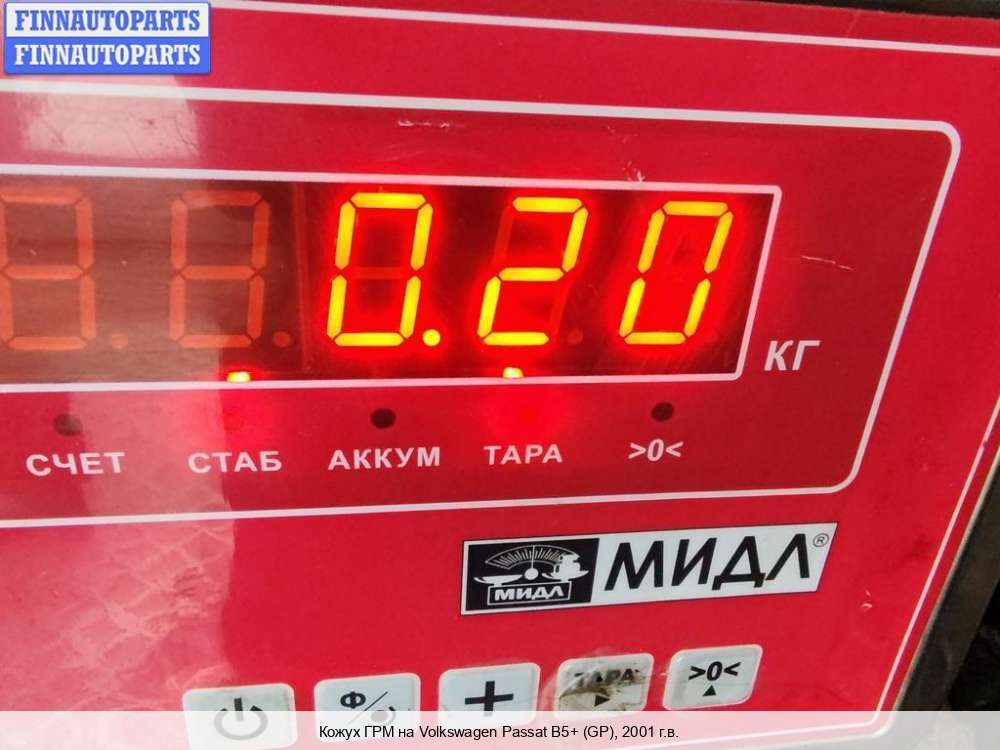 FINNAUTOPARTS
FINNAUTOPARTS
0.20
КГ
СЧЕТ СТАБ АККУМ ТАРА >0<
МИДЛ МИДЛ®
Ф + ТАРА >0<
Кожух ГРМ на Volkswagen Passat B5+ (GP), 2001 г.в.